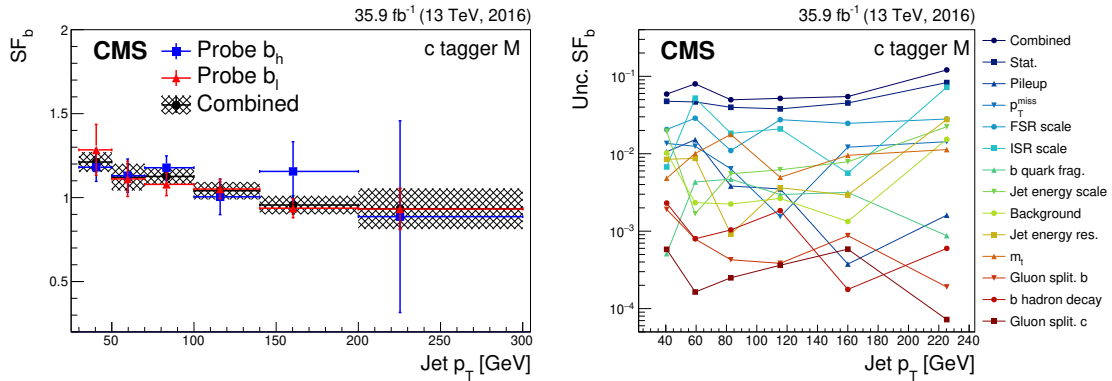 35.9 fb⁻¹ (13 TeV, 2016)
CMS
c tagger M
Probe b_h
Probe b_l
Combined
SF_b
2
1.5
1
0.5
50 100 150 200 250 300
Jet p_T [GeV]
35.9 fb⁻¹ (13 TeV, 2016)
CMS
c tagger M
Unc. SF_b
10⁻¹
10⁻²
10⁻³
10⁻⁴
20 40 60 80 100 120 140 160 180 200 220 240
Jet p_T [GeV]
Combined
Stat.
Pileup
p_T^miss
FSR scale
ISR scale
b quark frag.
Jet energy scale
Background
Jet energy res.
m_t
Gluon split. b
b hadron decay
Gluon split. c